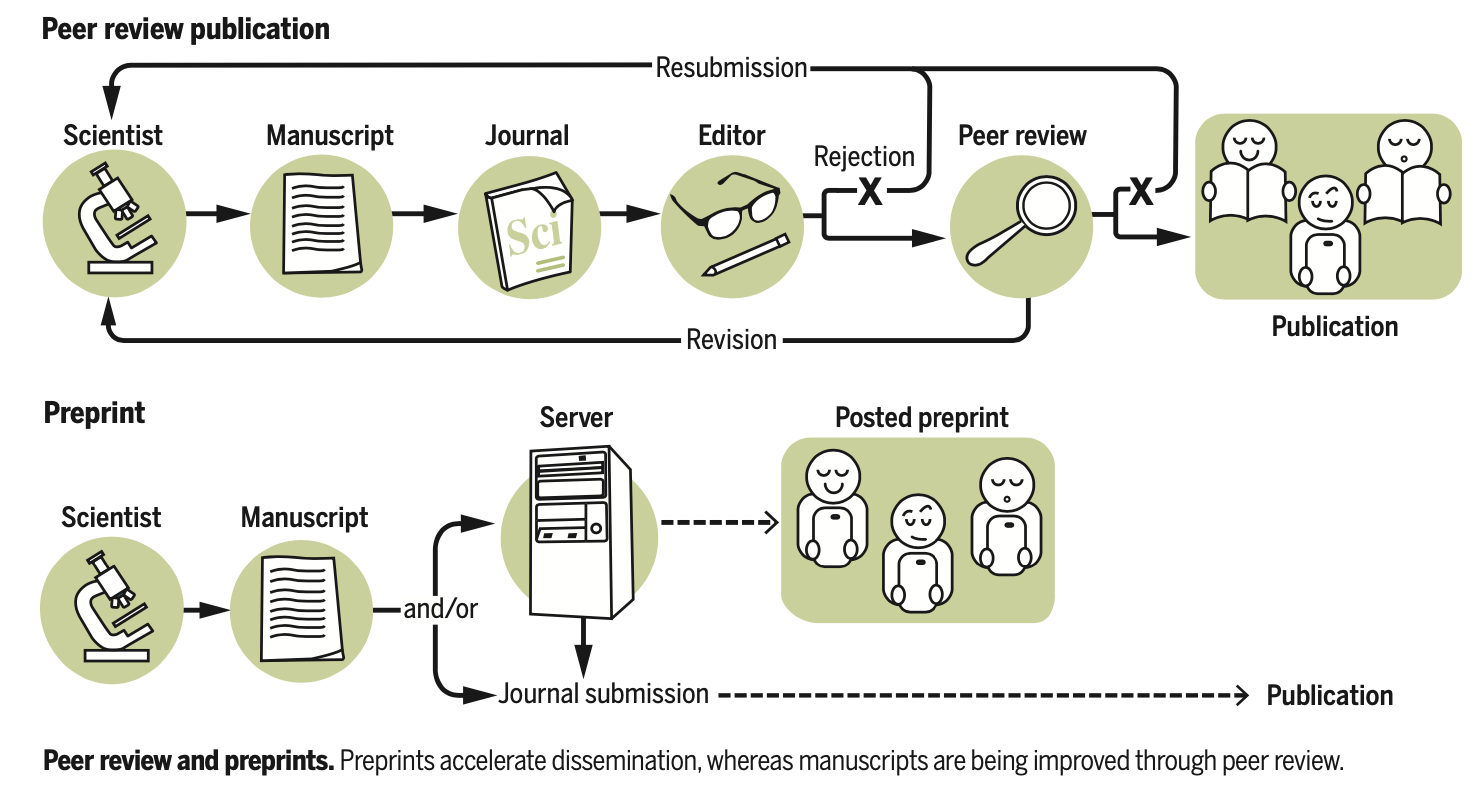 Peer review publication
Resubmission
Scientist
Manuscript
Journal
Editor
Rejection
X
Peer review
X
Sci
Publication
Revision
Preprint
Server
Posted preprint
Scientist
Manuscript
and/or
Journal submission
Publication
Peer review and preprints. Preprints accelerate dissemination, whereas manuscripts are being improved through peer review.